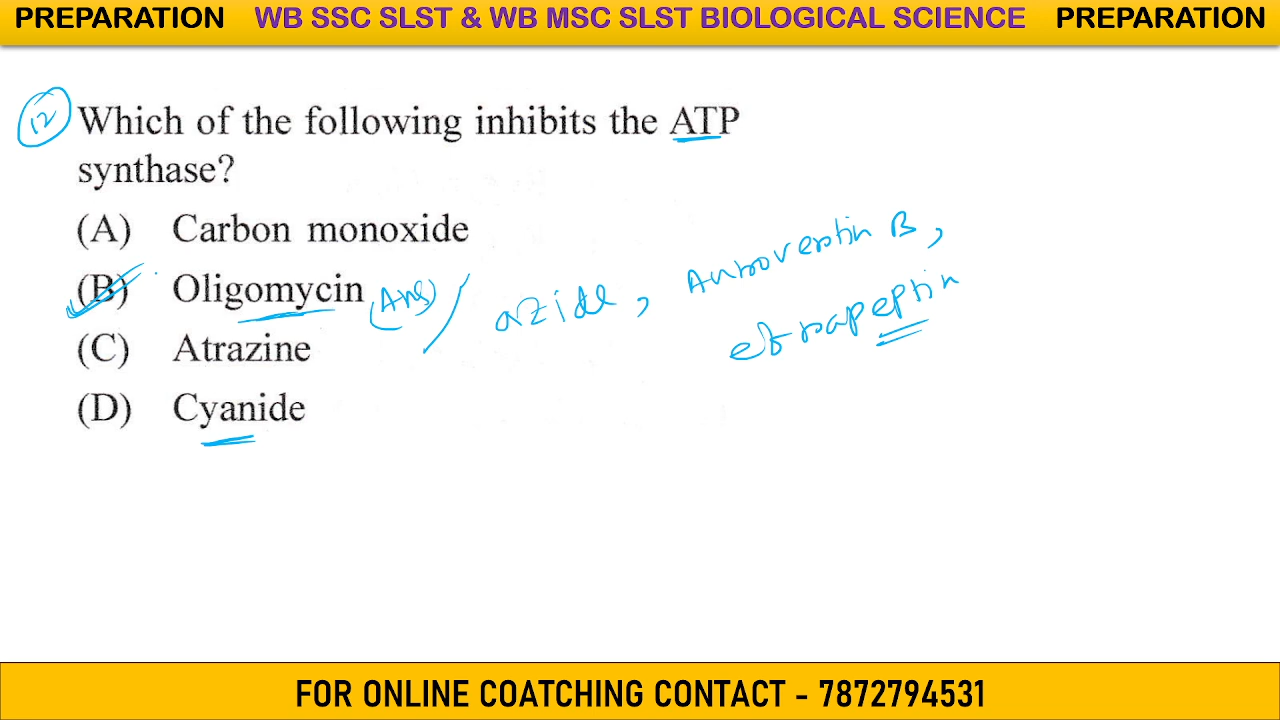 PREPARATION WB SSC SLST & WB MSC SLST BIOLOGICAL SCIENCE PREPARATION
12 Which of the following inhibits the ATP
synthase?
(A) Carbon monoxide
(B) Oligomycin (Ans) / azide, Aurovertin B,
efrapeptin
(C) Atrazine
(D) Cyanide
FOR ONLINE COATCHING CONTACT - 7872794531